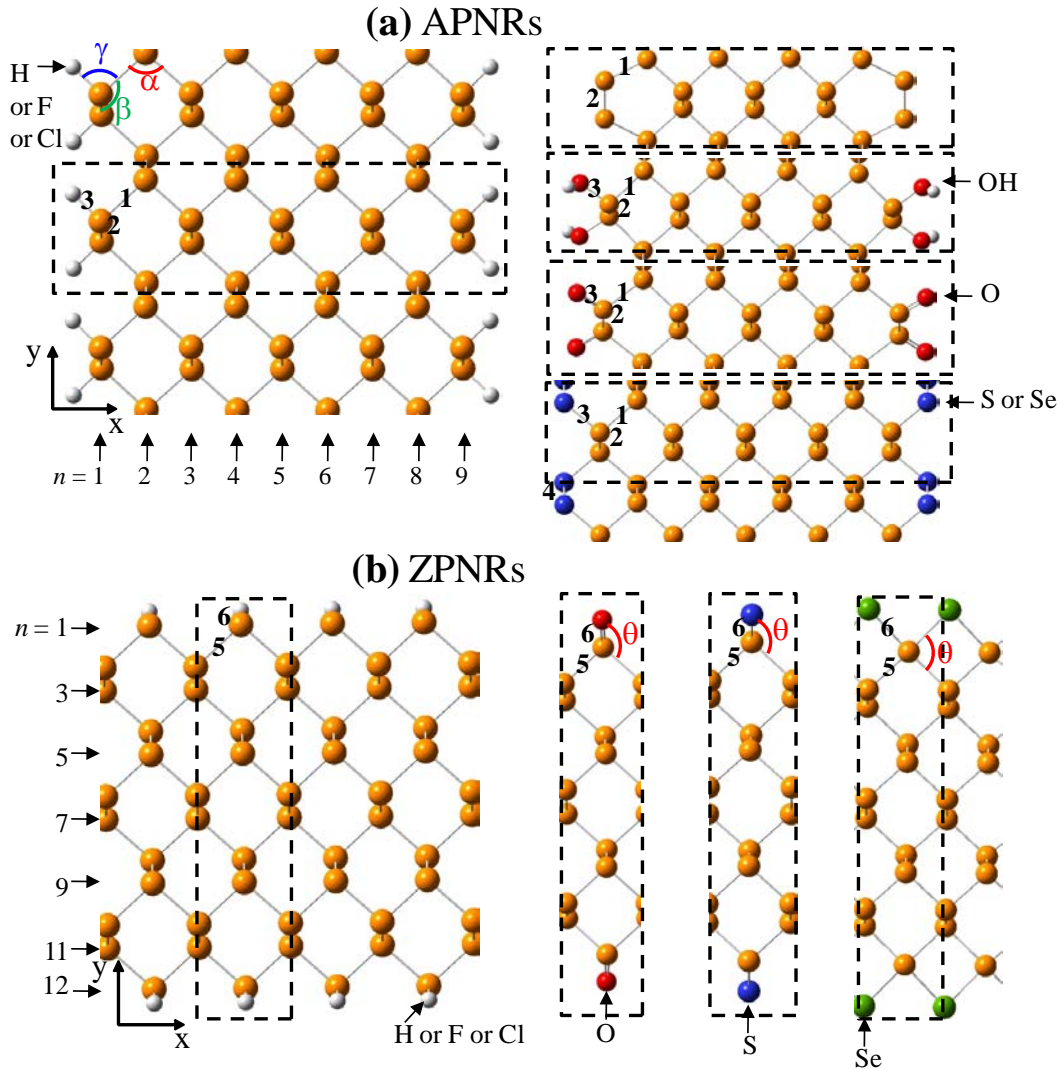 (a) APNRs
H
or F
or Cl
γ
α
β
3 1
2
y
x
n = 1 2 3 4 5 6 7 8 9
1
2
3 1
2
OH
3 1
2
O
3 1
2
4
S or Se
(b) ZPNRs
n = 1
3
5
7
9
11
12
6
5
y
x
H or F or Cl
6 θ
5
O
6 θ
5
S
6
5 θ
Se